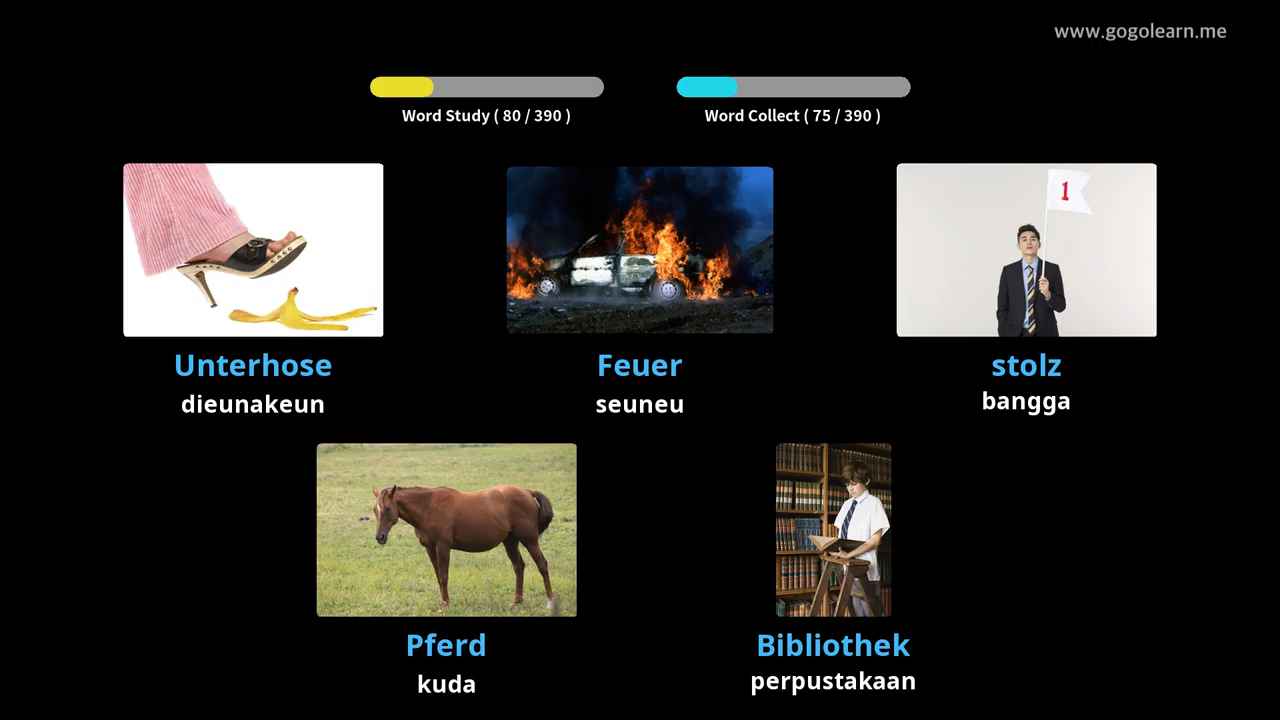 www.gogolearn.me
Word Study ( 80 / 390 )
Word Collect ( 75 / 390 )
1
Unterhose
dieunakeun
Feuer
seuneu
stolz
bangga
Pferd
kuda
Bibliothek
perpustakaan